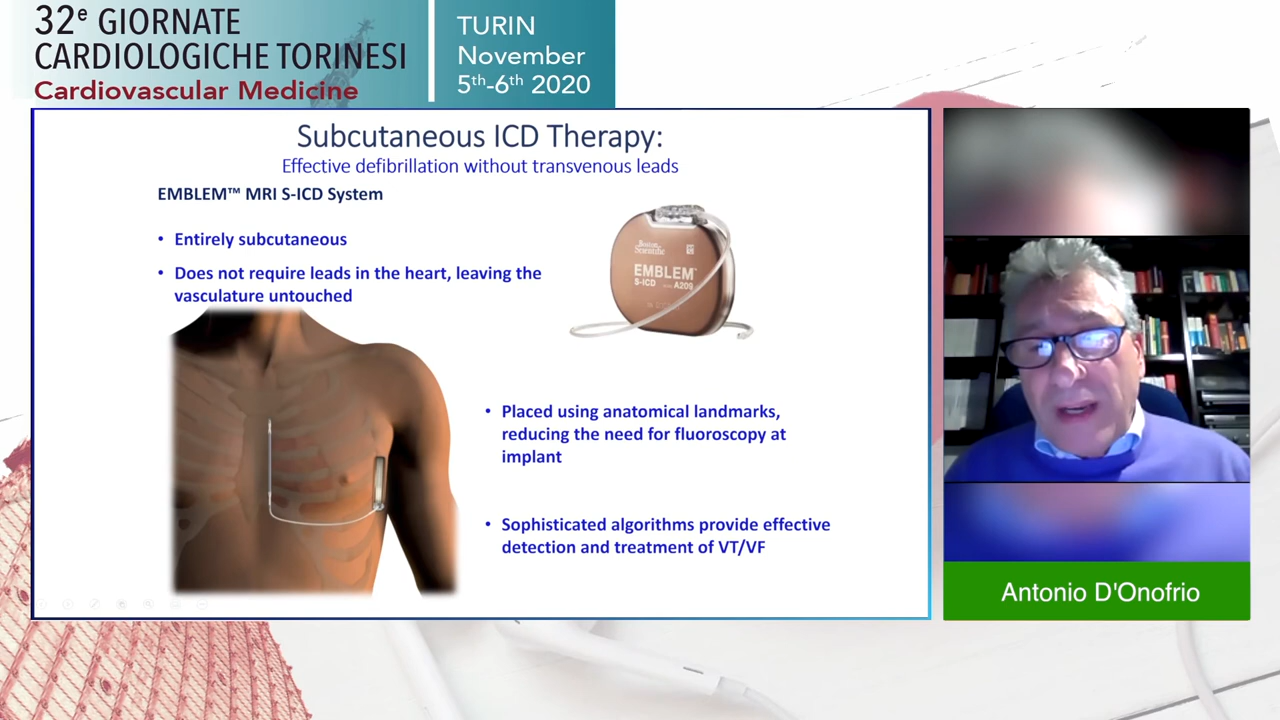 32e GIORNATE
CARDIOLOGICHE TORINESI
Cardiovascular Medicine
TURIN
November
5th-6th 2020
Subcutaneous ICD Therapy:
Effective defibrillation without transvenous leads
EMBLEM™ MRI S-ICD System
• Entirely subcutaneous
• Does not require leads in the heart, leaving the
vasculature untouched
Boston
Scientific
EMBLEM™
S-ICD A209
• Placed using anatomical landmarks,
reducing the need for fluoroscopy at
implant
• Sophisticated algorithms provide effective
detection and treatment of VT/VF
Antonio D'Onofrio